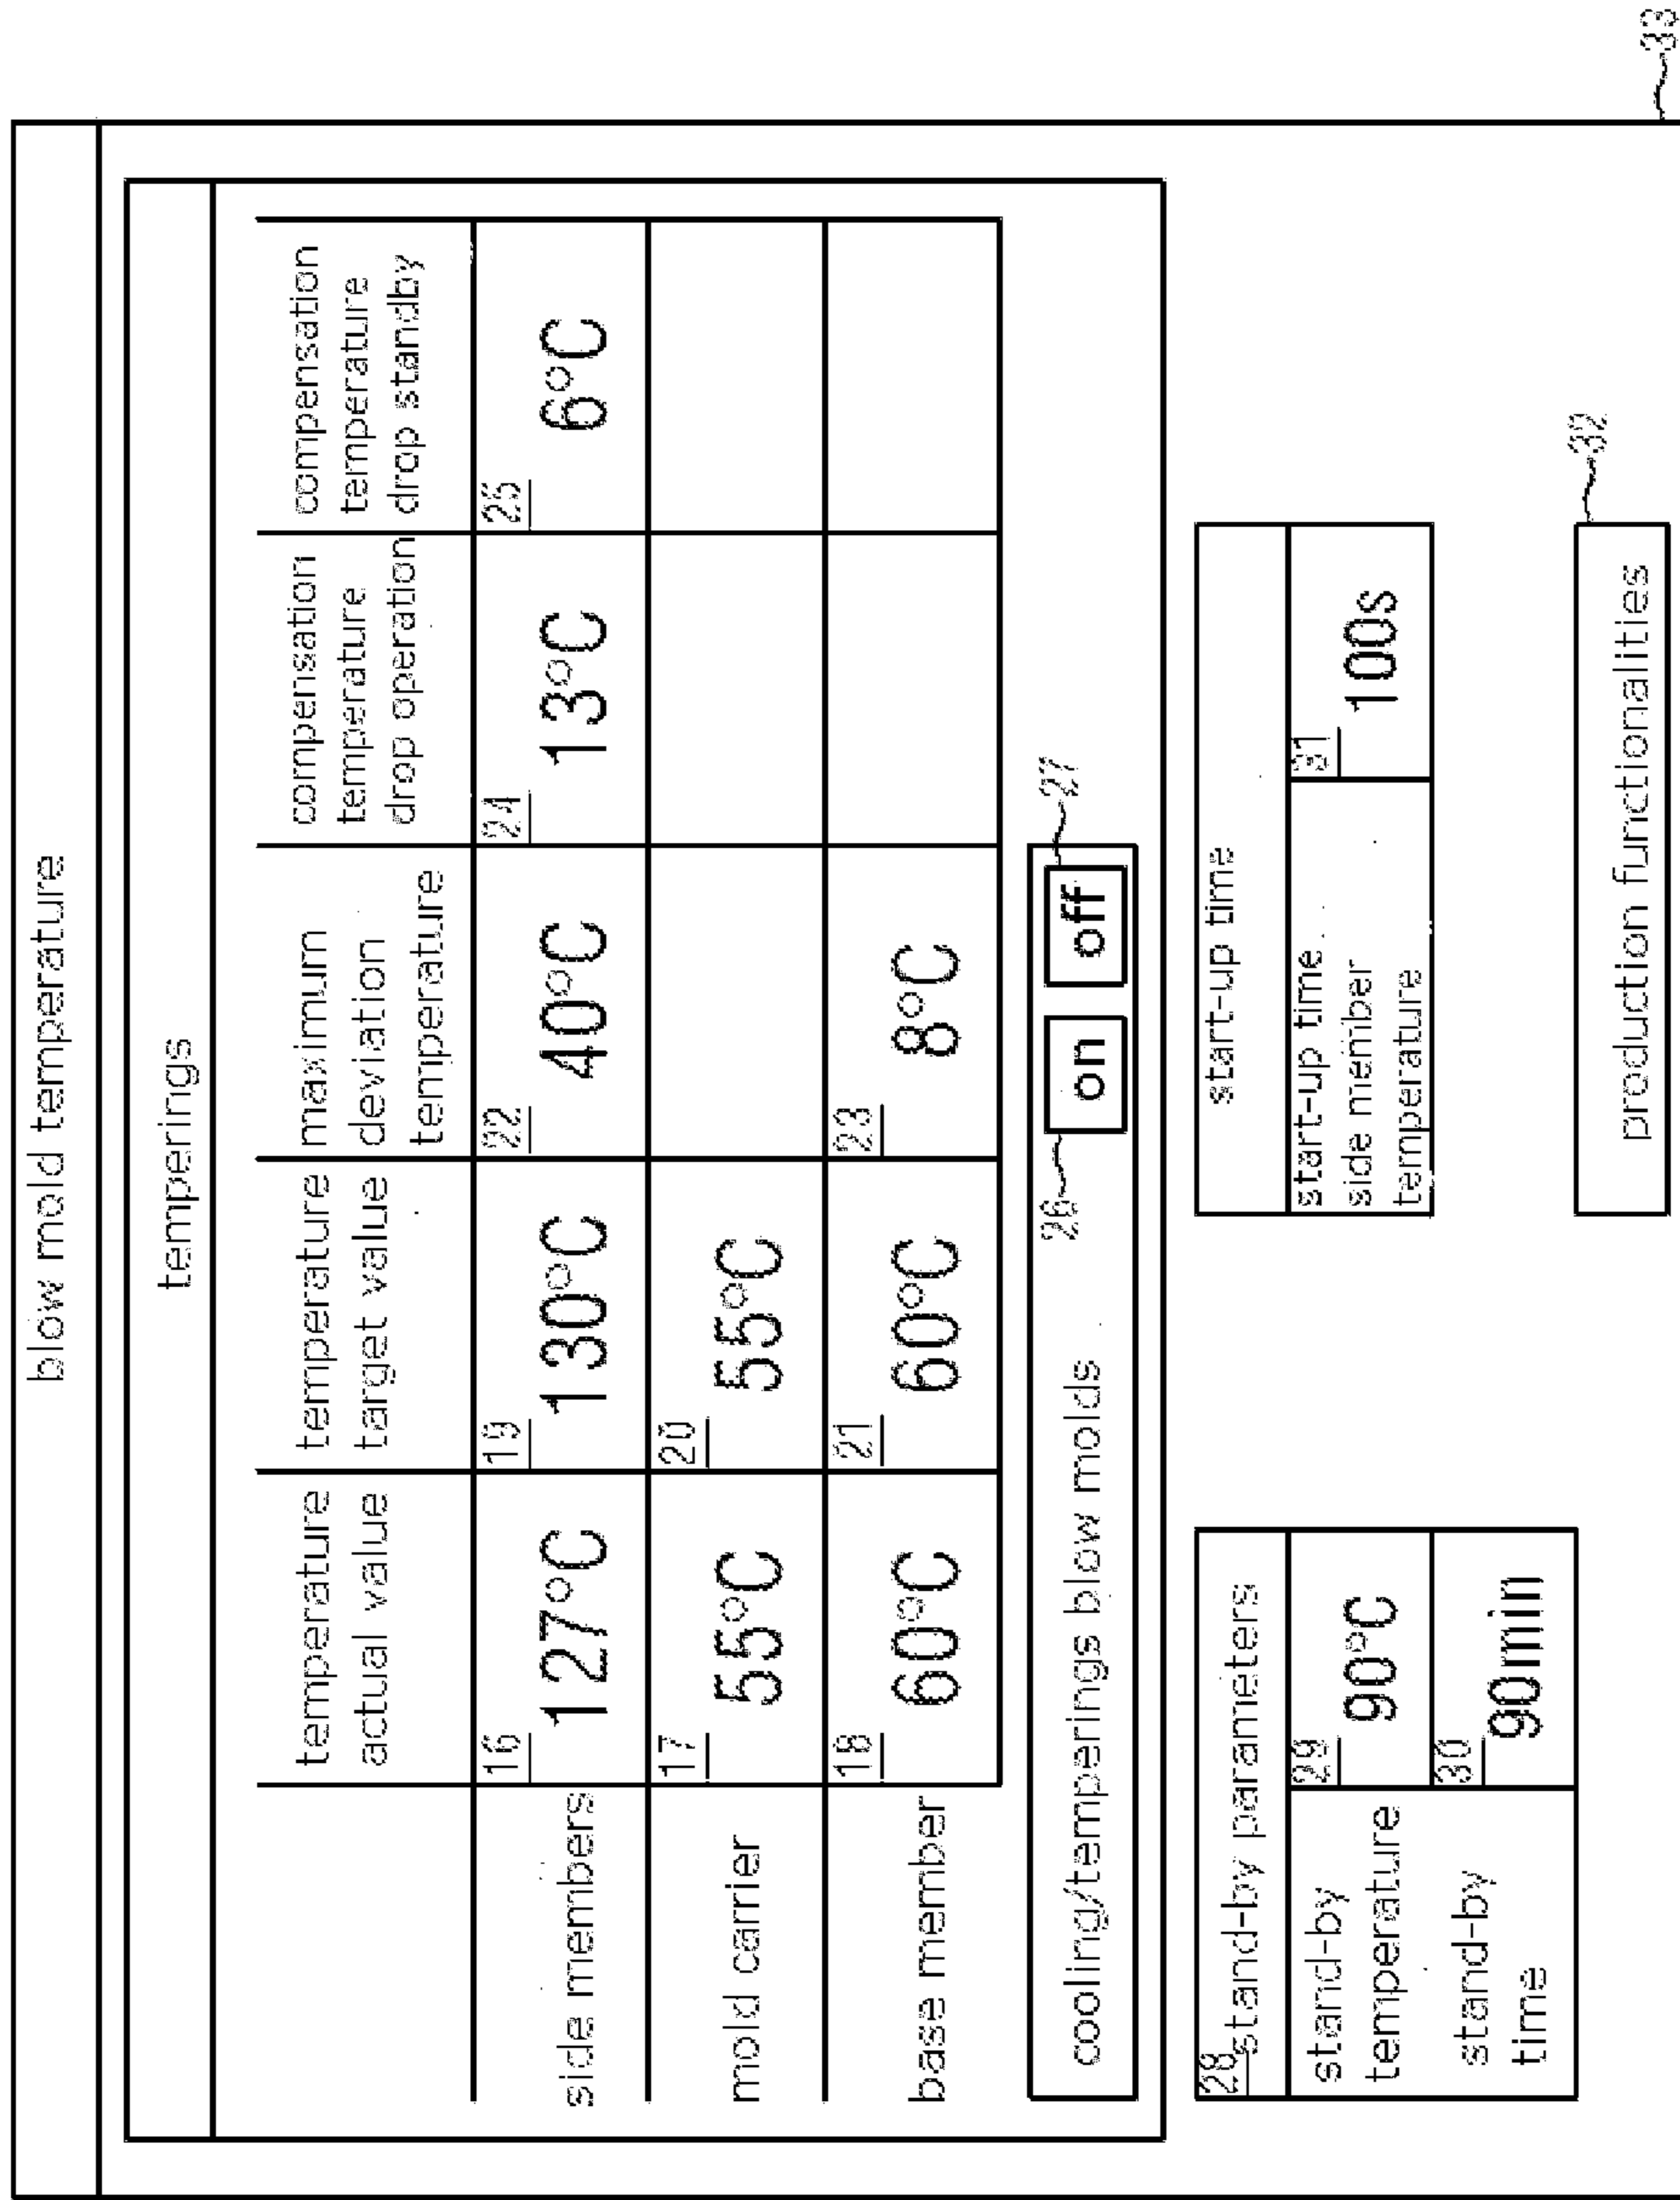 blow mold temperature
temperings
temperature
actual value
temperature
target value
maximum
deviation
temperature
compensation
temperature
drop operation
compensation
temperature
drop standby
side members
16
127°C
19
130°C
22
40°C
24
13°C
25
6°C
mold carrier
17
55°C
20
55°C
base member
18
60°C
21
60°C
23
8°C
cooling/temperings blow molds
26
on
off
27
28
stand-by parameters
stand-by
temperature
29
90°C
stand-by
time
30
90min
start-up time
start-up time
side member
temperature
31
100s
production functionalities
32
33